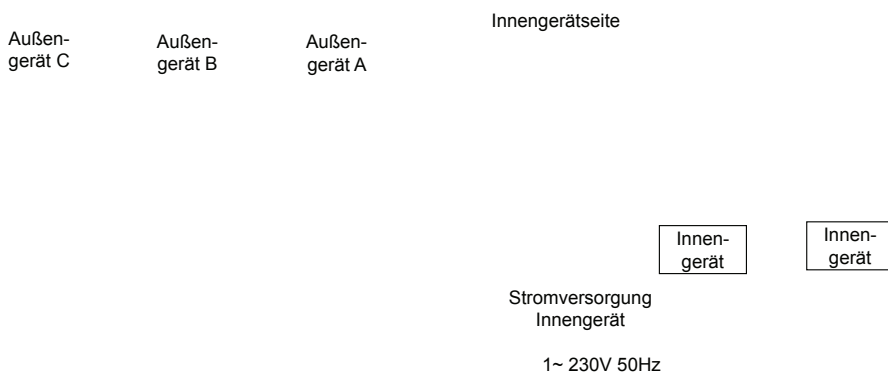 Innengerätseite
Außen-
gerät C
Außen-
gerät B
Außen-
gerät A
Innen-
gerät
Innen-
gerät
Stromversorgung
Innengerät
1~ 230V 50Hz